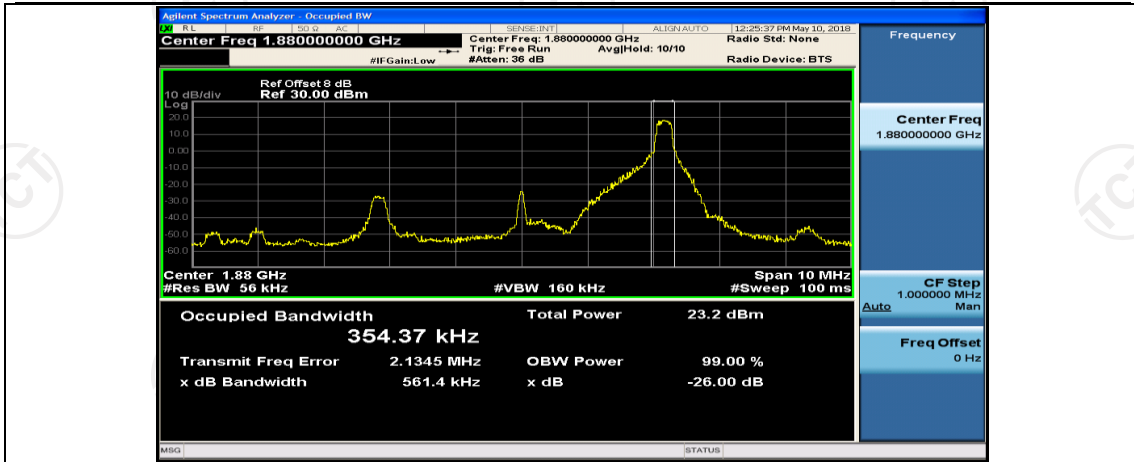 Agilent Spectrum Analyzer - Occupied BW
LXI RL RF 50 Ω AC SENSE:INT ALIGN AUTO 12:25:37 PM May 10, 2018
Center Freq 1.880000000 GHz
Center Freq: 1.880000000 GHz
Radio Std: None
Trig: Free Run Avg|Hold: 10/10
#IFGain:Low #Atten: 36 dB Radio Device: BTS
Ref Offset 8 dB
10 dB/div Ref 30.00 dBm
Log
20.0
10.0
0.00
-10.0
-20.0
-30.0
-40.0
-50.0
-60.0
Center 1.88 GHz Span 10 MHz
#Res BW 56 kHz #VBW 160 kHz #Sweep 100 ms
Occupied Bandwidth Total Power 23.2 dBm
354.37 kHz
Transmit Freq Error 2.1345 MHz OBW Power 99.00 %
x dB Bandwidth 561.4 kHz x dB -26.00 dB
MSG STATUS
Frequency
Center Freq
1.880000000 GHz
CF Step
1.000000 MHz
Auto Man
Freq Offset
0 Hz
TCT
TCT